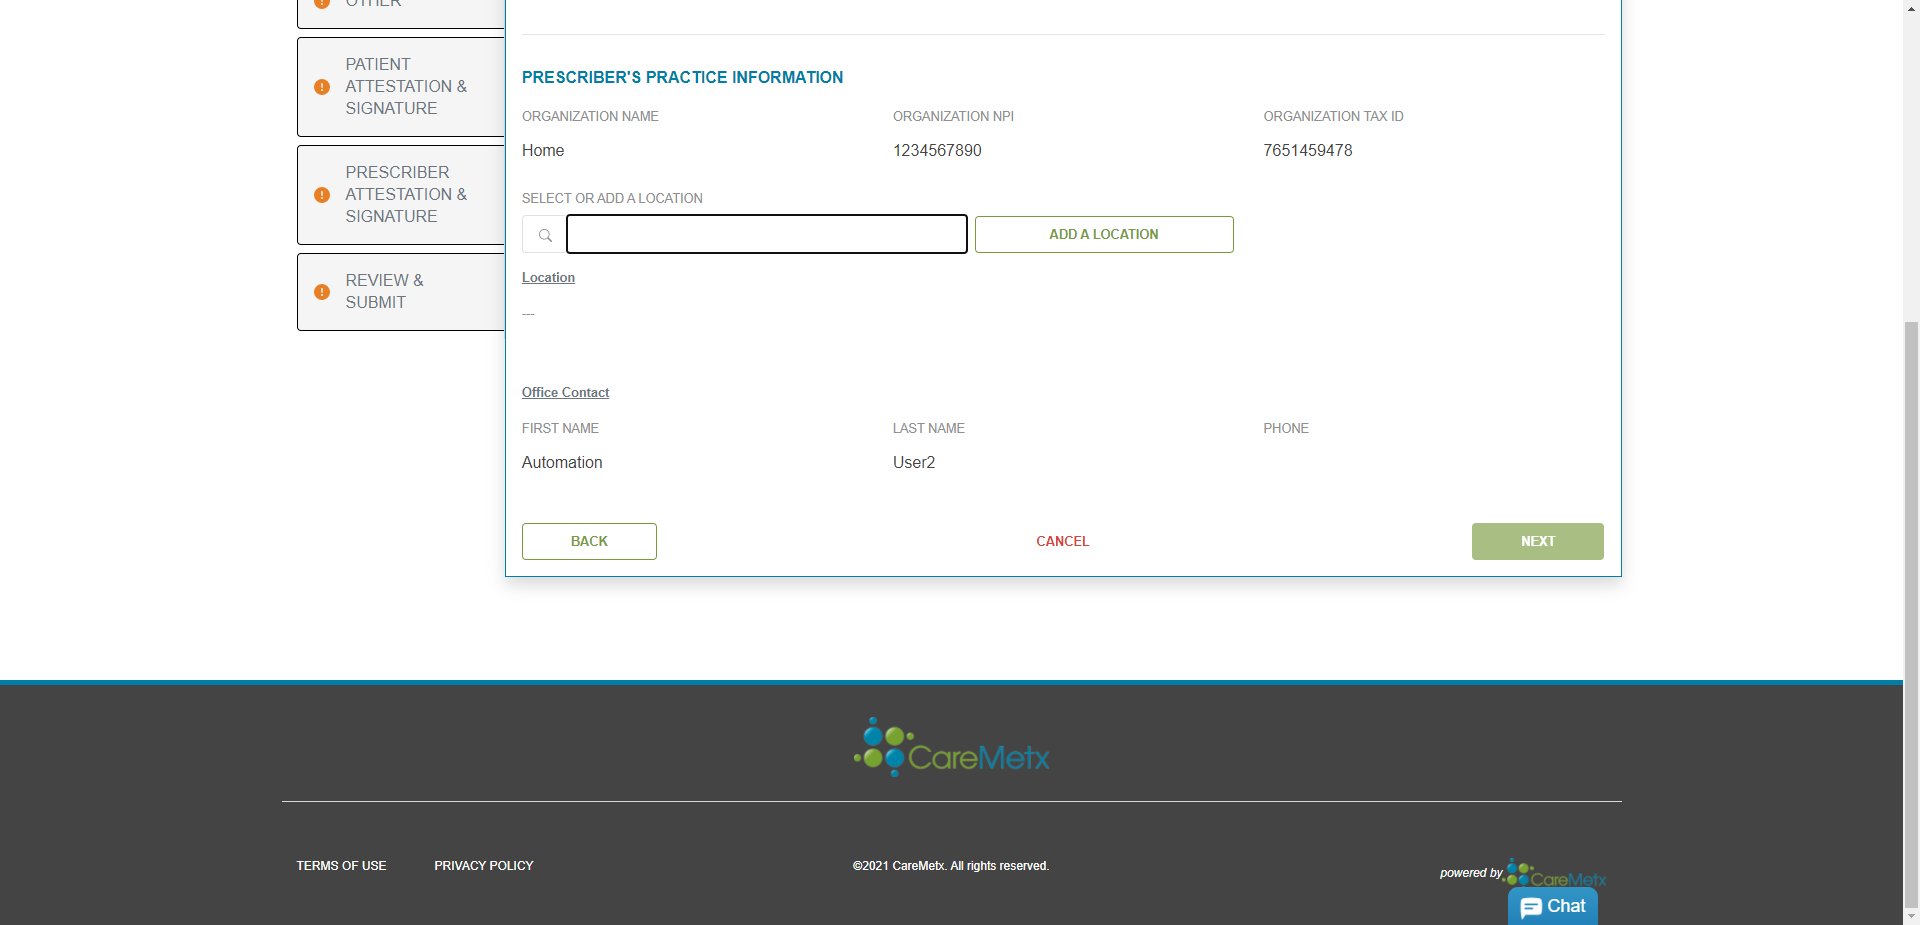 OTHER
PATIENT
ATTESTATION &
SIGNATURE
PRESCRIBER
ATTESTATION &
SIGNATURE
REVIEW &
SUBMIT
PRESCRIBER'S PRACTICE INFORMATION
ORGANIZATION NAME ORGANIZATION NPI ORGANIZATION TAX ID
Home 1234567890 7651459478
SELECT OR ADD A LOCATION
ADD A LOCATION
Location
---
Office Contact
FIRST NAME LAST NAME PHONE
Automation User2
BACK CANCEL NEXT
CareMetx
TERMS OF USE PRIVACY POLICY ©2021 CareMetx. All rights reserved.
powered by CareMetx
Chat